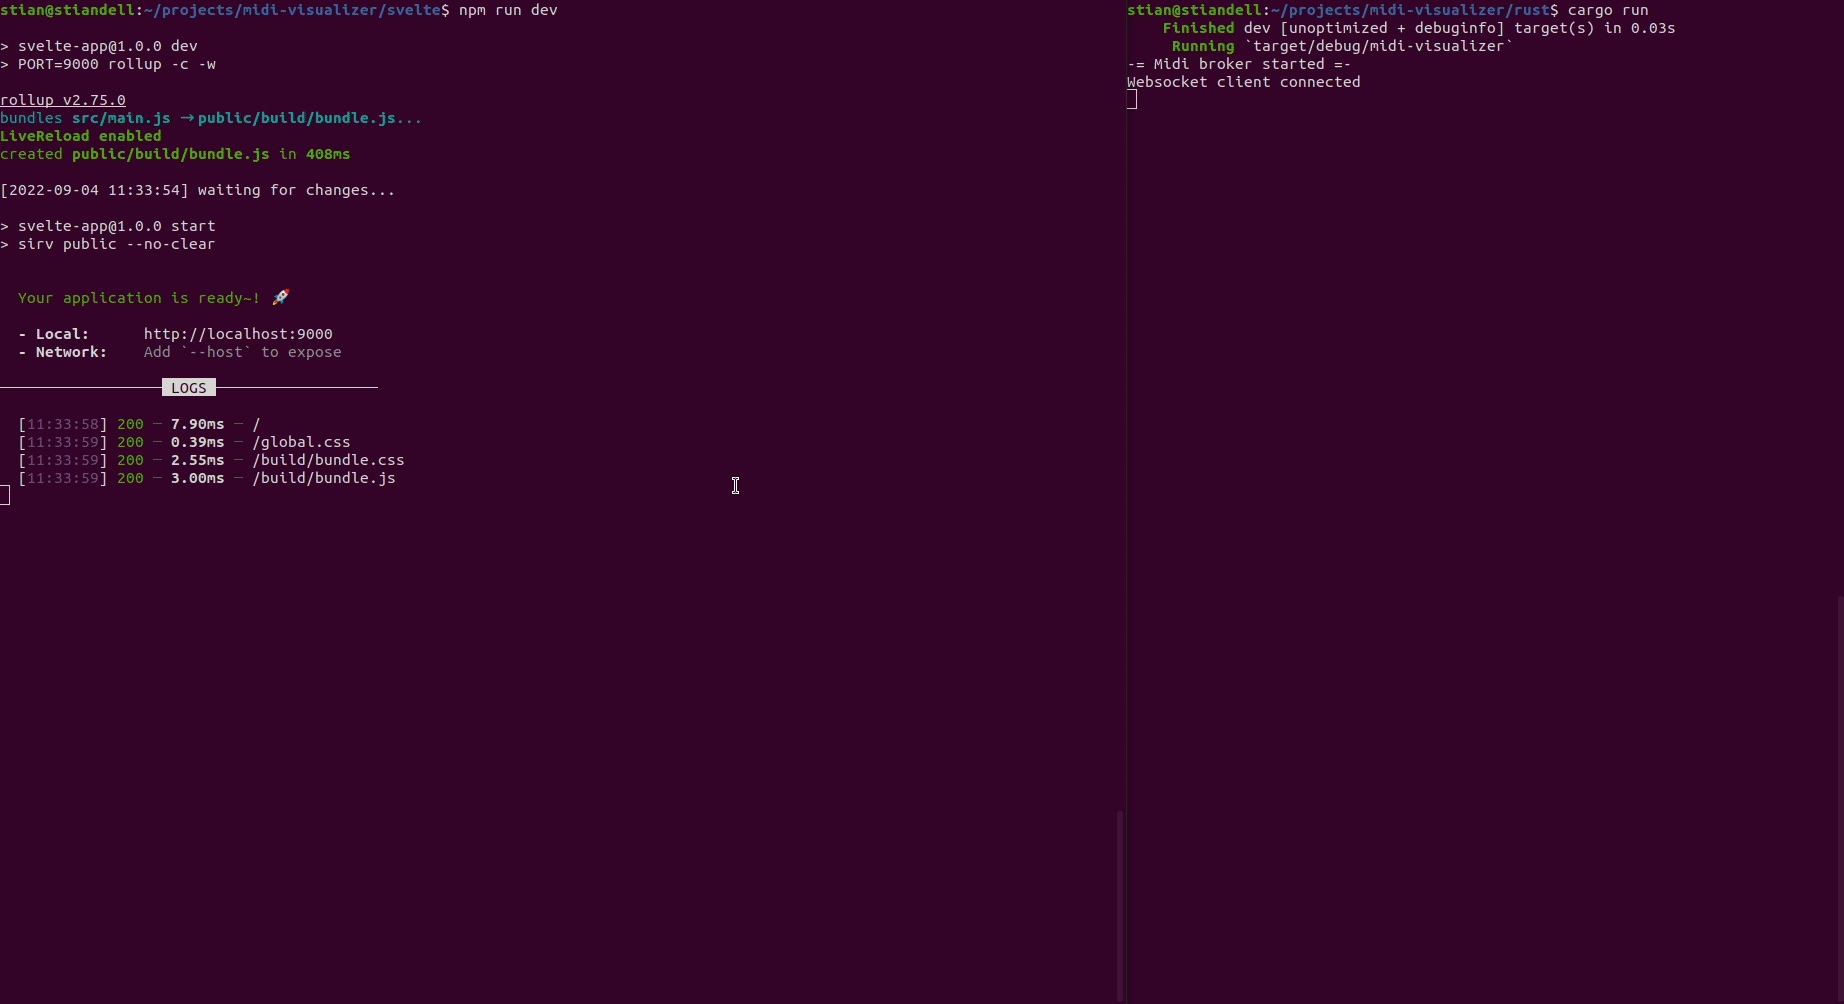 stian@stiandell:~/projects/midi-visualizer/svelte$ npm run dev
> svelte-app@1.0.0 dev
> PORT=9000 rollup -c -w
rollup v2.75.0
bundles src/main.js → public/build/bundle.js...
LiveReload enabled
created public/build/bundle.js in 408ms
[2022-09-04 11:33:54] waiting for changes...
> svelte-app@1.0.0 start
> sirv public --no-clear
Your application is ready~! 🚀
- Local: http://localhost:9000
- Network: Add `--host` to expose
LOGS
[11:33:58] 200 ─ 7.90ms ─ /
[11:33:59] 200 ─ 0.39ms ─ /global.css
[11:33:59] 200 ─ 2.55ms ─ /build/bundle.css
[11:33:59] 200 ─ 3.00ms ─ /build/bundle.js
stian@stiandell:~/projects/midi-visualizer/rust$ cargo run
Finished dev [unoptimized + debuginfo] target(s) in 0.03s
Running `target/debug/midi-visualizer`
-= Midi broker started =-
Websocket client connected